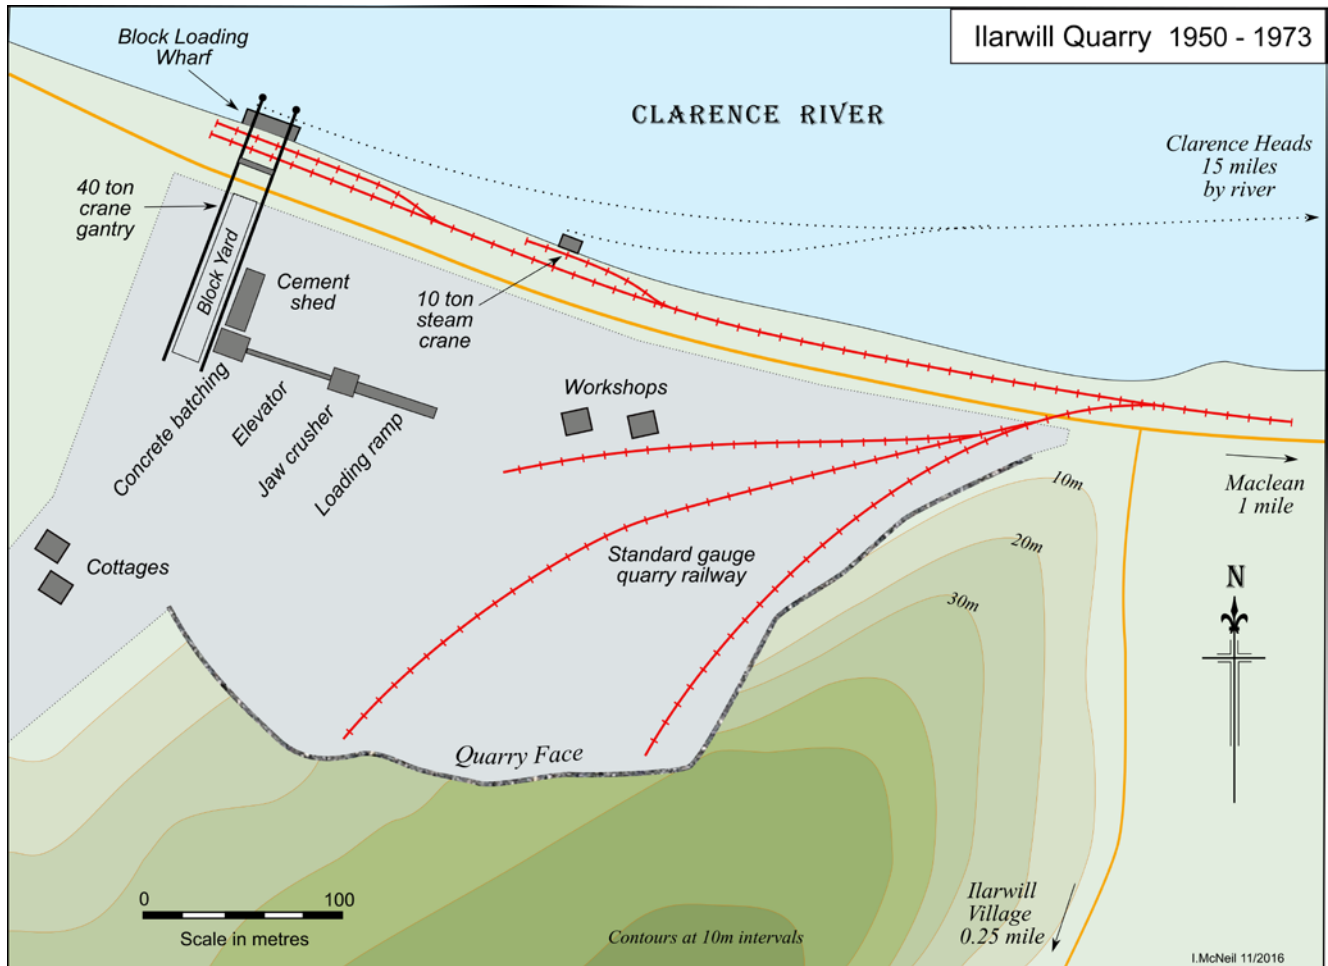 Ilarwill Quarry 1950 - 1973
Block Loading
Wharf
CLARENCE RIVER
Clarence Heads
15 miles
by river
40 ton
crane
gantry
Block Yard
Cement
shed
10 ton
steam
crane
Workshops
Concrete batching
Elevator
Jaw crusher
Loading ramp
Maclean
1 mile
10m
20m
30m
Standard gauge
quarry railway
Cottages
N
Quarry Face
0 100
Scale in metres
Ilarwill
Village
0.25 mile
Contours at 10m intervals
I.McNeil 11/2016